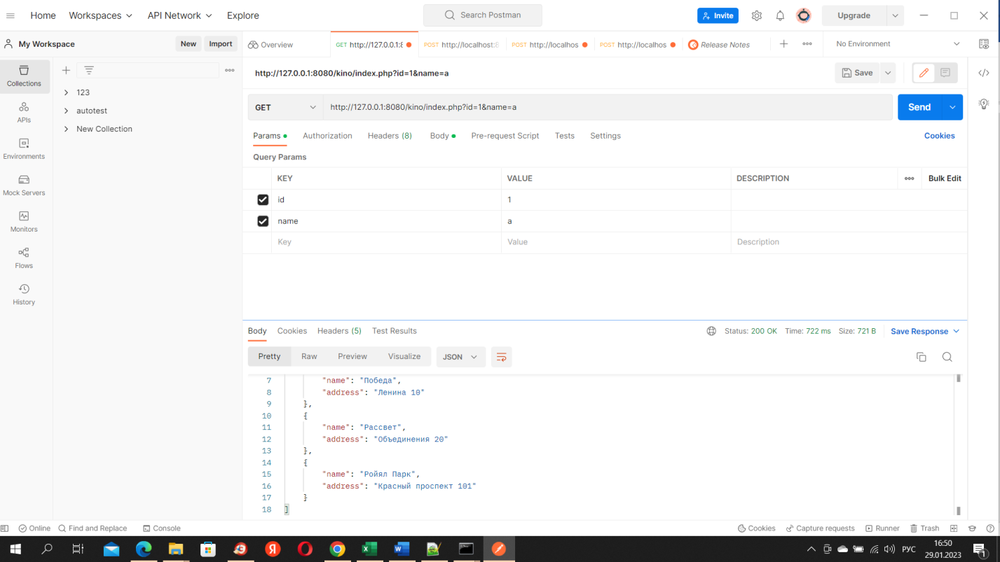 Home Workspaces API Network Explore Search Postman Invite Upgrade
My Workspace New Import Overview GET http://127.0.0.1:8 POST http://localhost:8 POST http://localhos POST http://localhos Release Notes No Environment
Collections
APIs
Environments
Mock Servers
Monitors
Flows
History
123
autotest
New Collection
http://127.0.0.1:8080/kino/index.php?id=1&name=a Save
GET http://127.0.0.1:8080/kino/index.php?id=1&name=a Send
Params Authorization Headers (8) Body Pre-request Script Tests Settings Cookies
Query Params
KEY VALUE DESCRIPTION Bulk Edit
id 1
name a
Key Value Description
Body Cookies Headers (5) Test Results Status: 200 OK Time: 722 ms Size: 721 B Save Response
Pretty Raw Preview Visualize JSON
7 "name": "Победа",
8 "address": "Ленина 10"
9 },
10 {
11 "name": "Рассвет",
12 "address": "Объединения 20"
13 },
14 {
15 "name": "Ройял Парк",
16 "address": "Красный проспект 101"
17 }
18 ]
Online Find and Replace Console Cookies Capture requests Runner Trash
РУС 16:50
29.01.2023 1